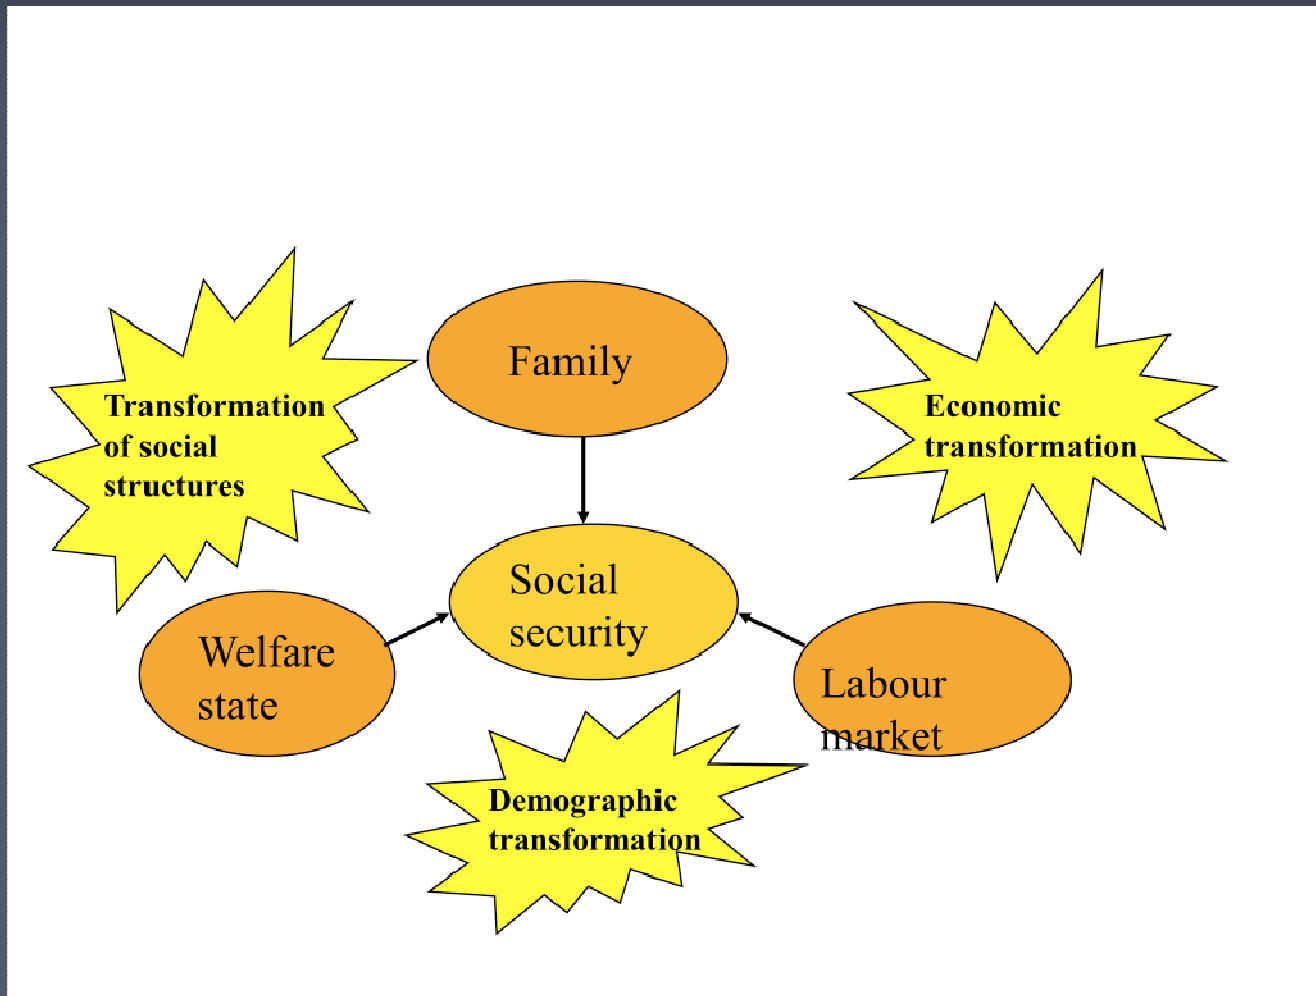 Family
Transformation
of social
structures
Economic
transformation
Social
security
Welfare
state
Labour
market
Demographic
transformation